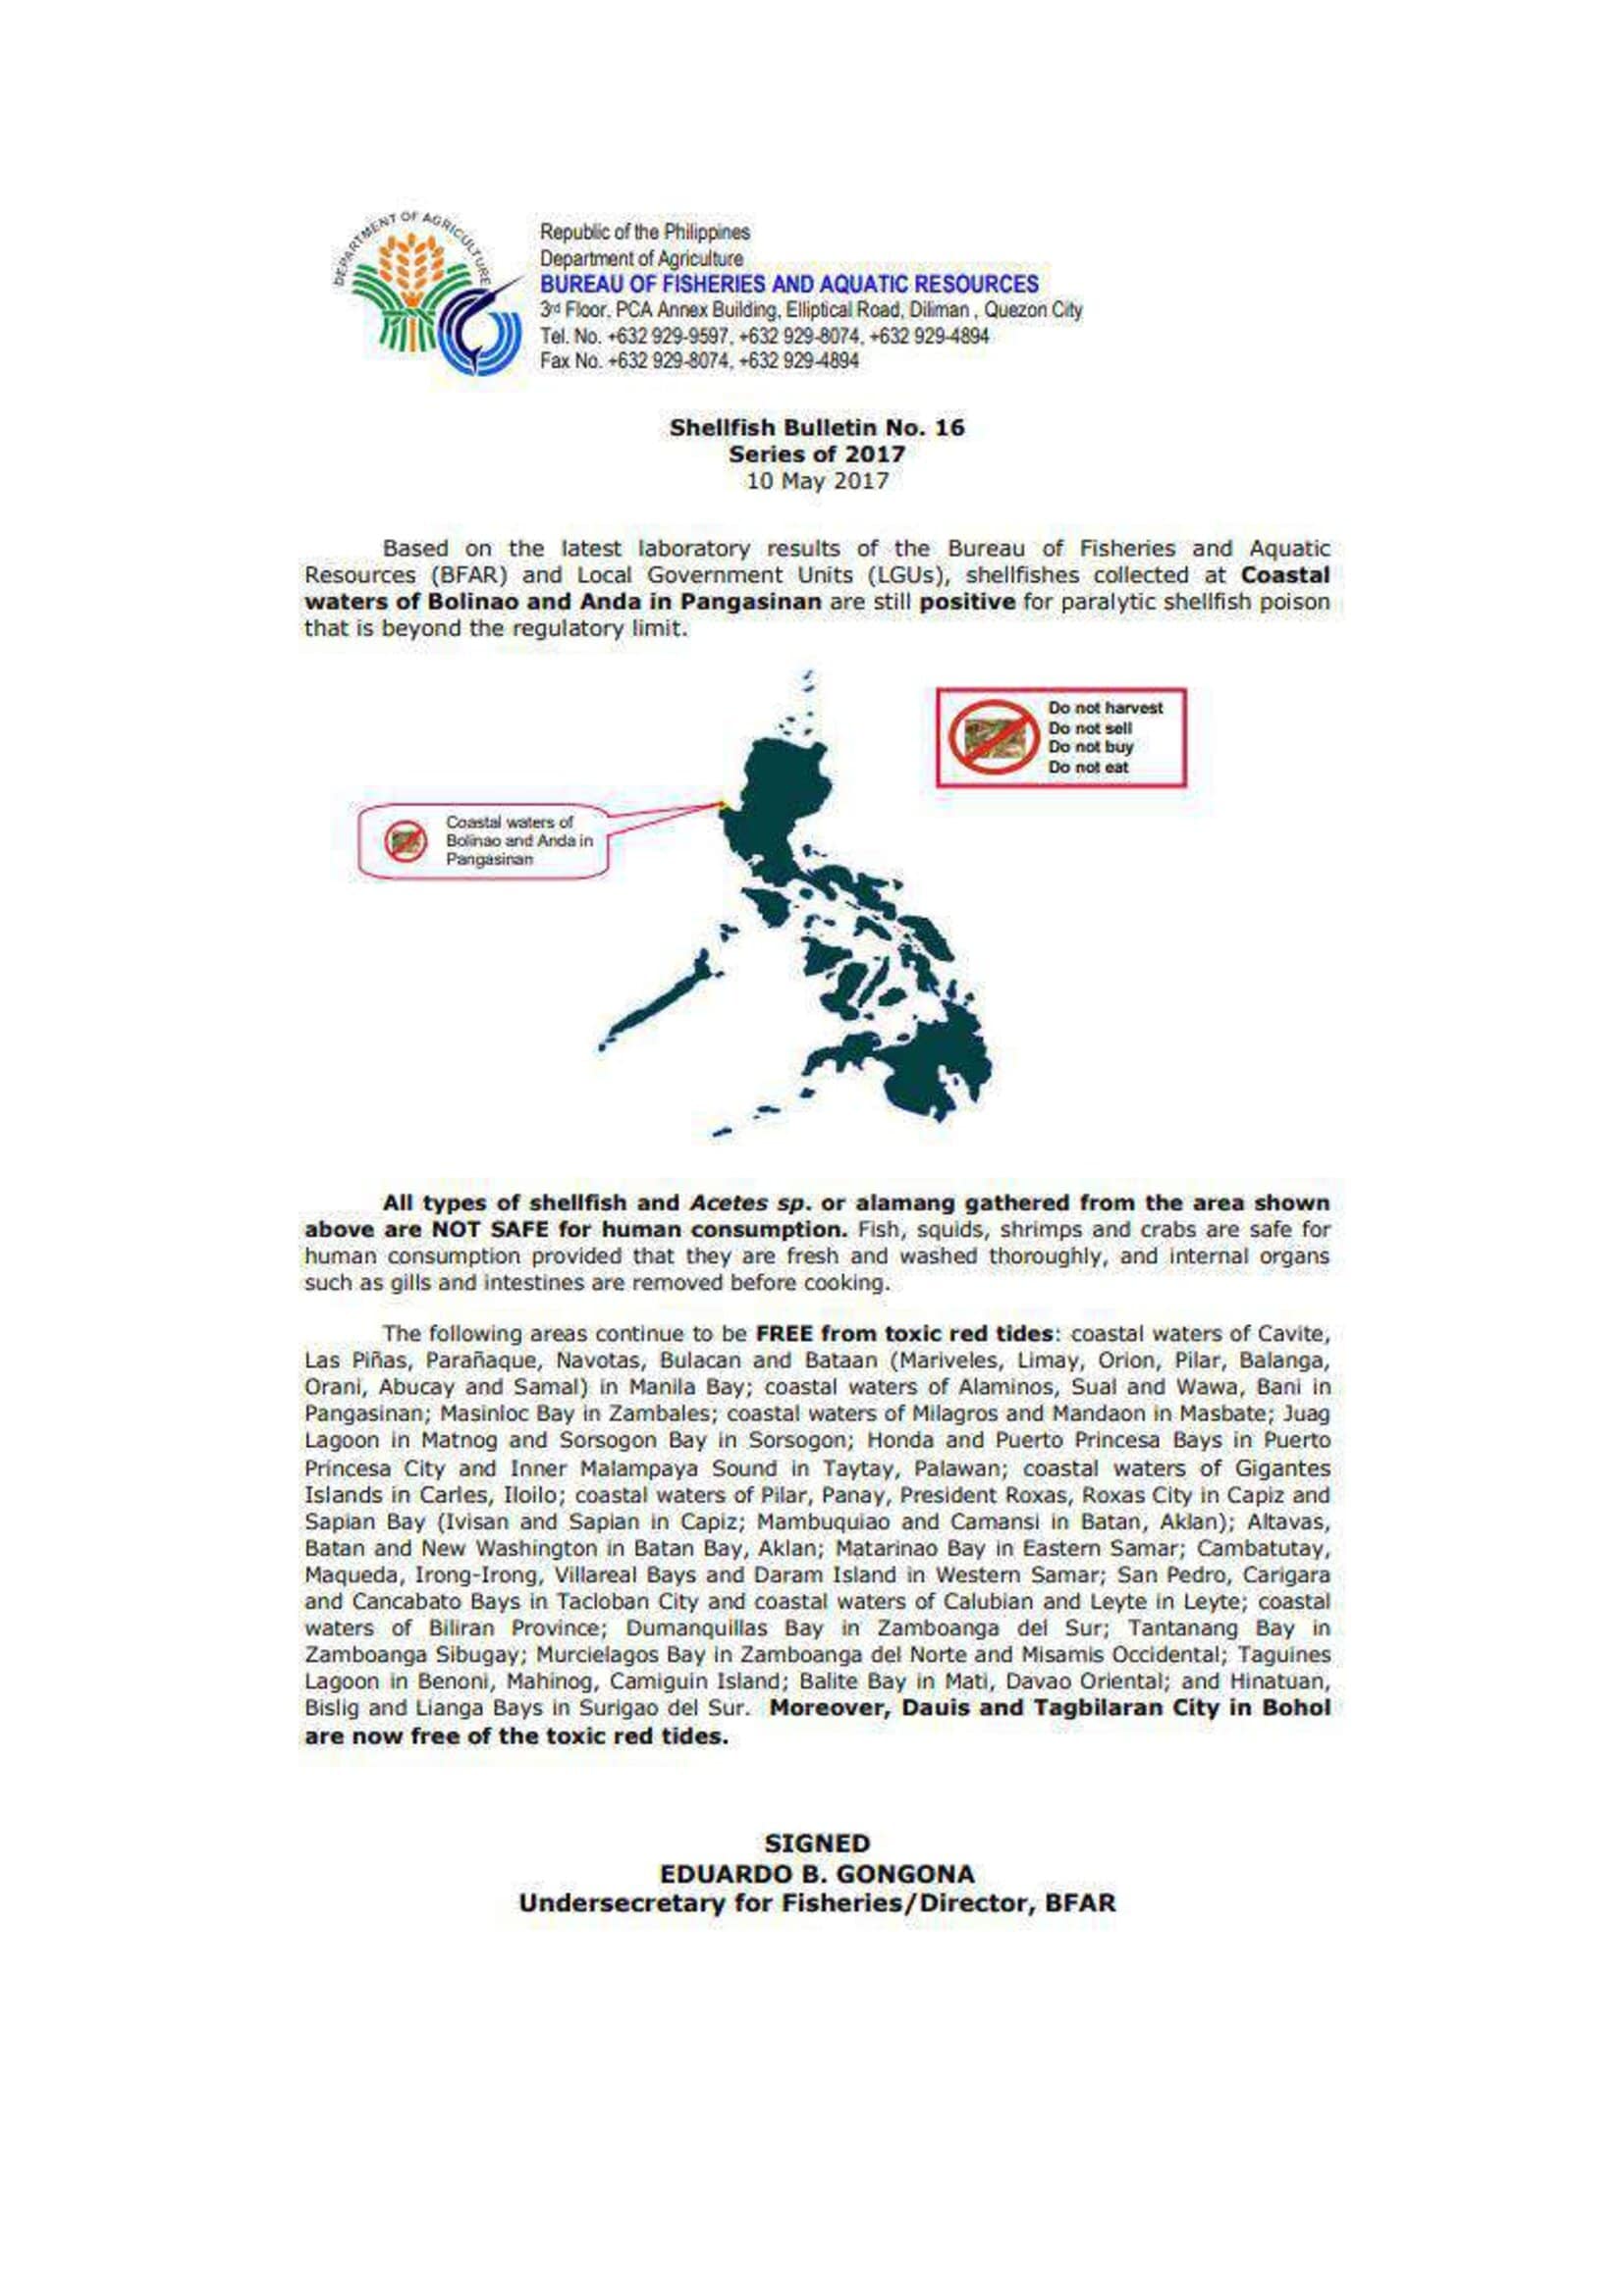 DEPARTMENT OF AGRICULTURE
Republic of the Philippines
Department of Agriculture
BUREAU OF FISHERIES AND AQUATIC RESOURCES
3rd Floor, PCA Annex Building, Elliptical Road, Diliman , Quezon City
Tel. No. +632 929-9597, +632 929-8074, +632 929-4894
Fax No. +632 929-8074, +632 929-4894
Shellfish Bulletin No. 16
Series of 2017
10 May 2017
Based on the latest laboratory results of the Bureau of Fisheries and Aquatic
Resources (BFAR) and Local Government Units (LGUs), shellfishes collected at Coastal
waters of Bolinao and Anda in Pangasinan are still positive for paralytic shellfish poison
that is beyond the regulatory limit.
Do not harvest
Do not sell
Do not buy
Do not eat
Coastal waters of
Bolinao and Anda in
Pangasinan
All types of shellfish and Acetes sp. or alamang gathered from the area shown
above are NOT SAFE for human consumption. Fish, squids, shrimps and crabs are safe for
human consumption provided that they are fresh and washed thoroughly, and internal organs
such as gills and intestines are removed before cooking.
The following areas continue to be FREE from toxic red tides: coastal waters of Cavite,
Las Piñas, Parañaque, Navotas, Bulacan and Bataan (Mariveles, Limay, Orion, Pilar, Balanga,
Orani, Abucay and Samal) in Manila Bay; coastal waters of Alaminos, Sual and Wawa, Bani in
Pangasinan; Masinloc Bay in Zambales; coastal waters of Milagros and Mandaon in Masbate; Juag
Lagoon in Matnog and Sorsogon Bay in Sorsogon; Honda and Puerto Princesa Bays in Puerto
Princesa City and Inner Malampaya Sound in Taytay, Palawan; coastal waters of Gigantes
Islands in Carles, Iloilo; coastal waters of Pilar, Panay, President Roxas, Roxas City in Capiz and
Sapian Bay (Ivisan and Sapian in Capiz; Mambuquiao and Camansi in Batan, Aklan); Altavas,
Batan and New Washington in Batan Bay, Aklan; Matarinao Bay in Eastern Samar; Cambatutay,
Maqueda, Irong-Irong, Villareal Bays and Daram Island in Western Samar; San Pedro, Carigara
and Cancabato Bays in Tacloban City and coastal waters of Calubian and Leyte in Leyte; coastal
waters of Biliran Province; Dumanquillas Bay in Zamboanga del Sur; Tantanang Bay in
Zamboanga Sibugay; Murcielagos Bay in Zamboanga del Norte and Misamis Occidental; Taguines
Lagoon in Benoni, Mahinog, Camiguin Island; Balite Bay in Mati, Davao Oriental; and Hinatuan,
Bislig and Lianga Bays in Surigao del Sur. Moreover, Dauis and Tagbilaran City in Bohol
are now free of the toxic red tides.
SIGNED
EDUARDO B. GONGONA
Undersecretary for Fisheries/Director, BFAR